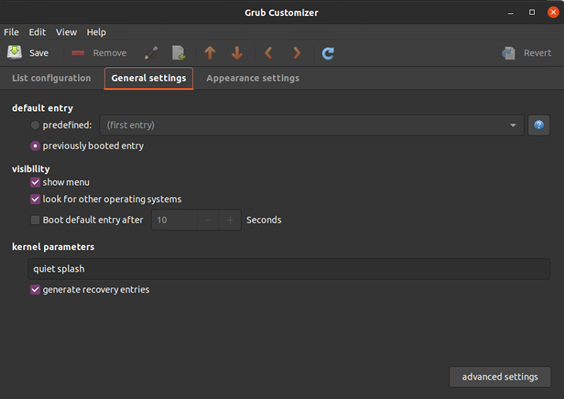 Grub Customizer
File Edit View Help
Save Remove Revert
List configuration General settings Appearance settings
default entry
predefined: (first entry)
previously booted entry
visibility
show menu
look for other operating systems
Boot default entry after 10 Seconds
kernel parameters
quiet splash
generate recovery entries
advanced settings